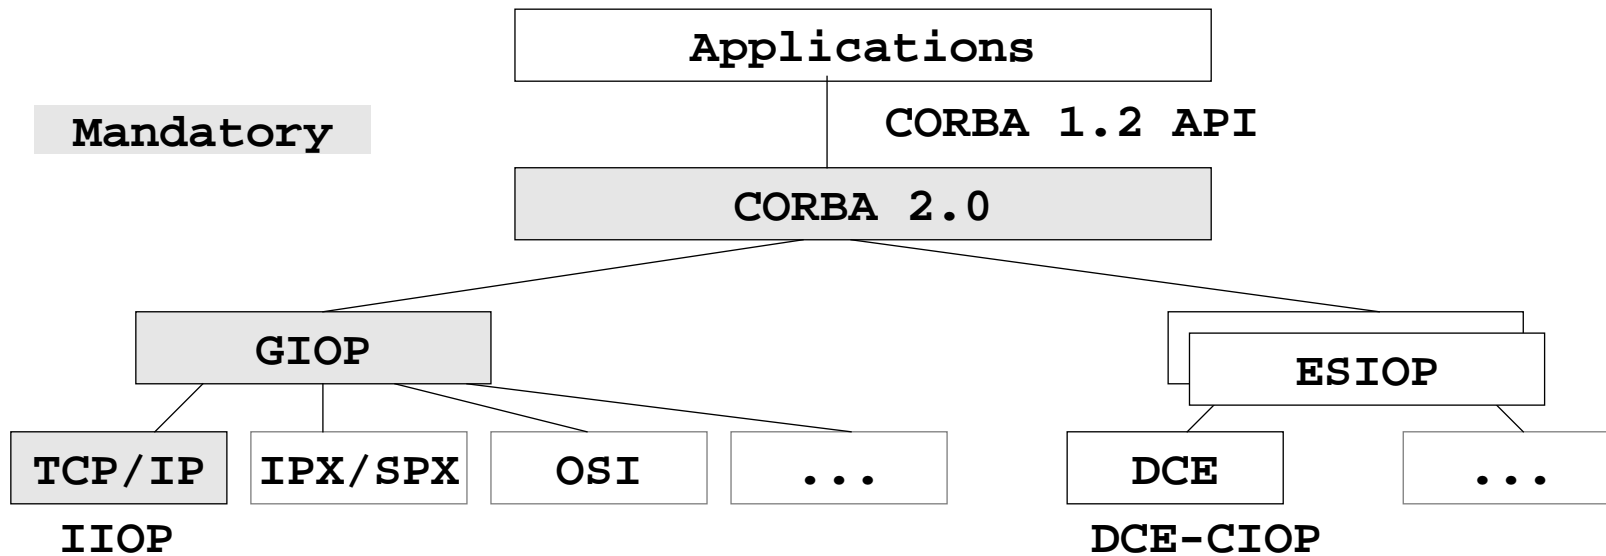 Applications
CORBA 1.2 API
Mandatory
CORBA 2.0
GIOP
ESIOP
TCP/IP
IPX/SPX
OSI
...
DCE
...
IIOP
DCE-CIOP